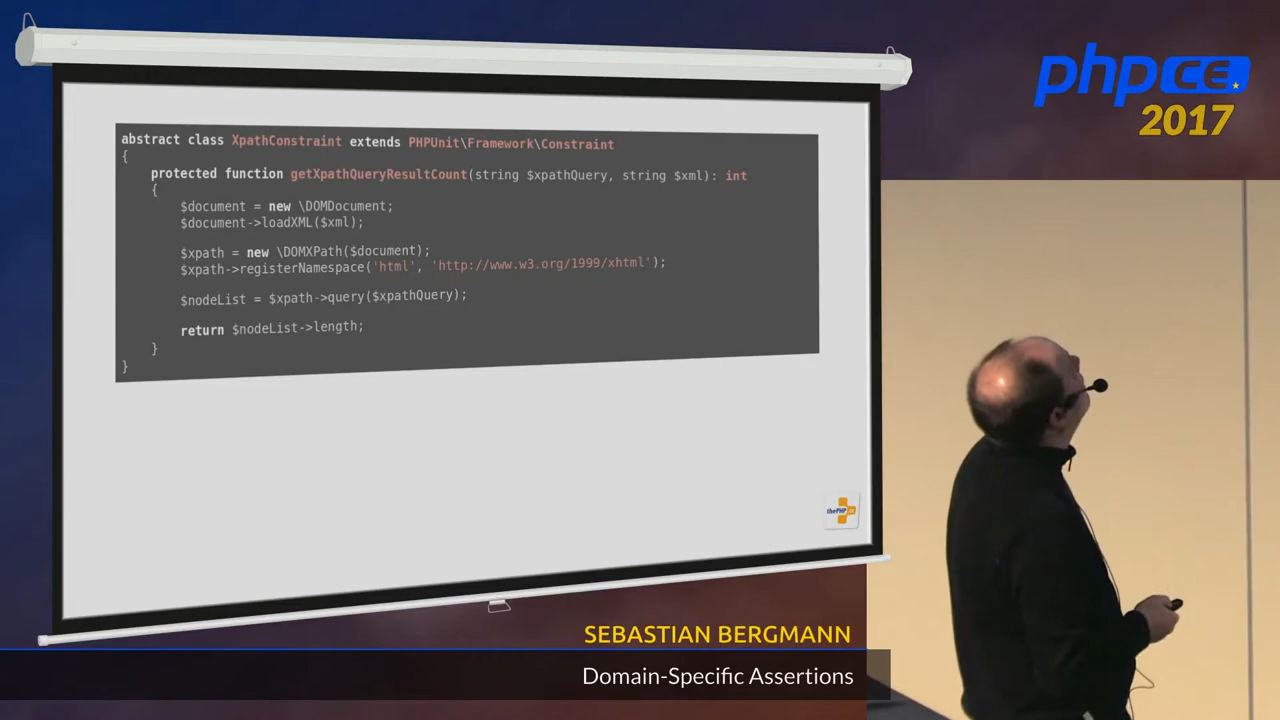 abstract class XpathConstraint extends PHPUnit\Framework\Constraint
{
    protected function getXpathQueryResultCount(string $xpathQuery, string $xml): int
    {
        $document = new \DOMDocument;
        $document->loadXML($xml);
        $xpath = new \DOMXPath($document);
        $xpath->registerNamespace('html', 'http://www.w3.org/1999/xhtml');
        $nodeList = $xpath->query($xpathQuery);
        return $nodeList->length;
    }
}
thePHP.cc
phpCE
2017
SEBASTIAN BERGMANN
Domain-Specific Assertions